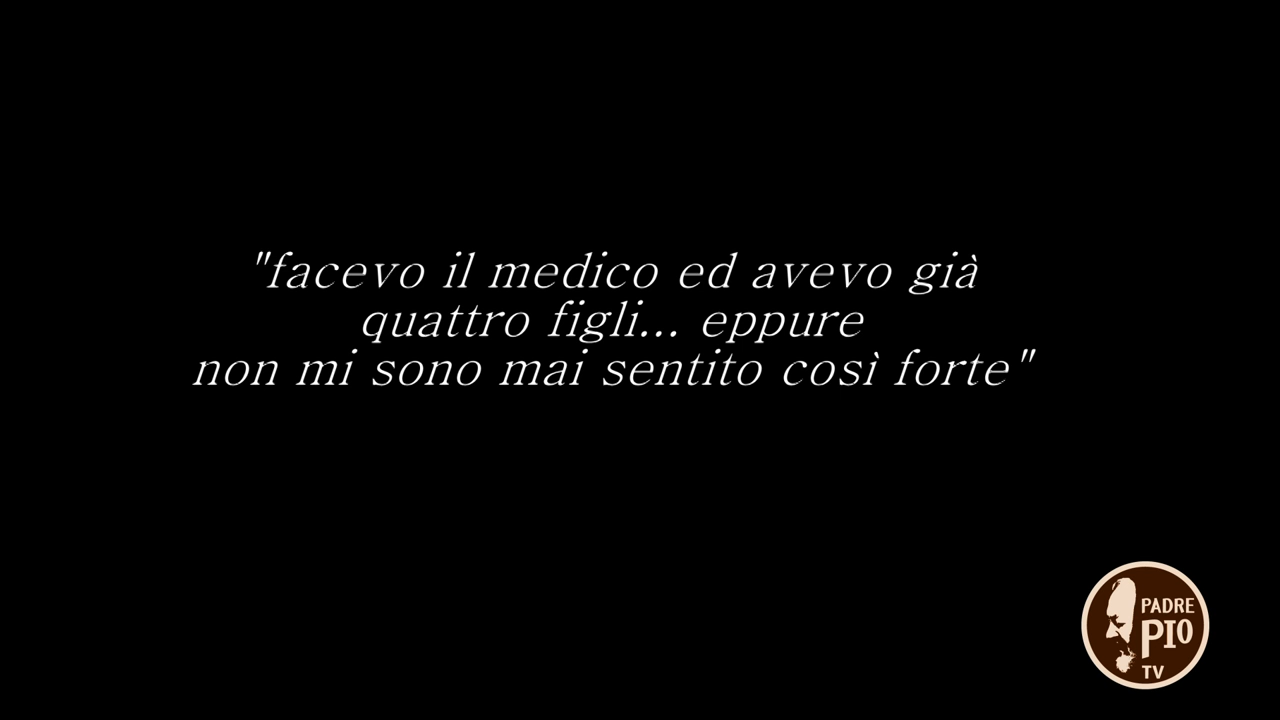 "facevo il medico ed avevo già
quattro figli... eppure
non mi sono mai sentito così forte"
PADRE
PIO
TV